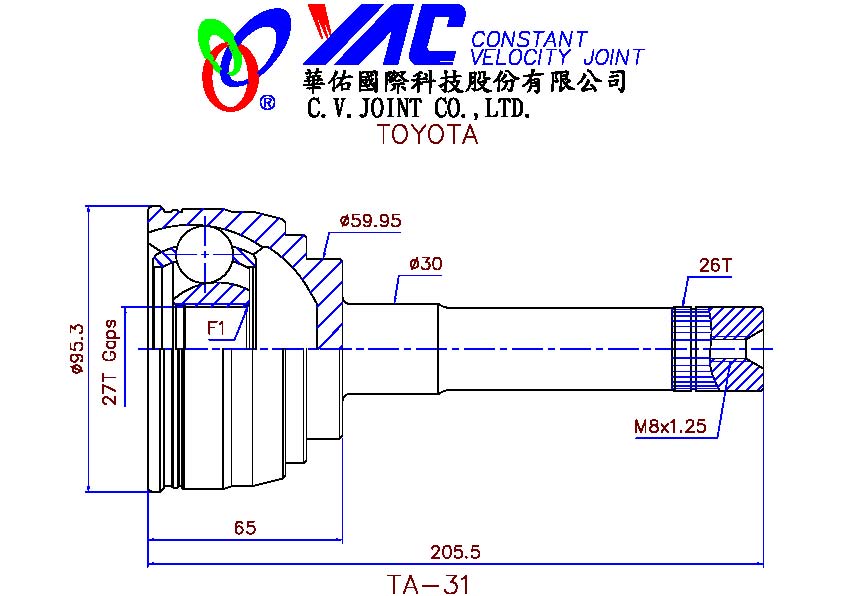 YAC CONSTANT
VELOCITY JOINT
®
華佑國際科技股份有限公司
C.V.JOINT CO.,LTD.
TOYOTA
ø59.95
ø30
26T
F1
ø95.3
27T Gaps
M8x1.25
65
205.5
TA-31